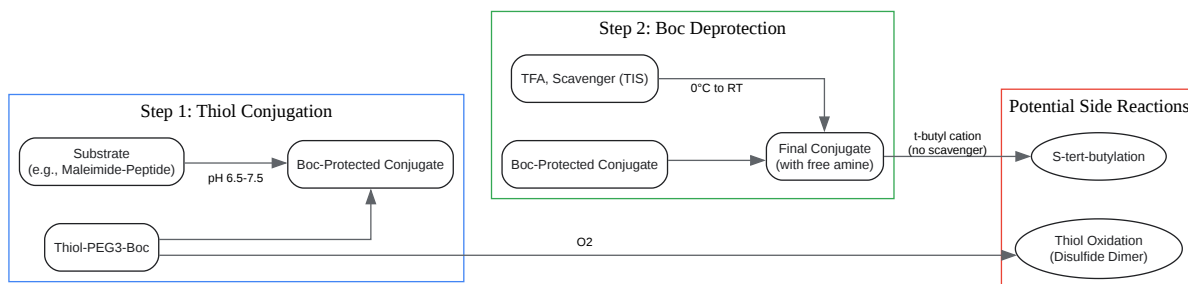 Step 1: Thiol Conjugation
Substrate
(e.g., Maleimide-Peptide)
pH 6.5-7.5
Boc-Protected Conjugate
Thiol-PEG3-Boc
Step 2: Boc Deprotection
TFA, Scavenger (TIS)
0°C to RT
Boc-Protected Conjugate
Final Conjugate
(with free amine)
t-butyl cation
(no scavenger)
O2
Potential Side Reactions
S-tert-butylation
Thiol Oxidation
(Disulfide Dimer)